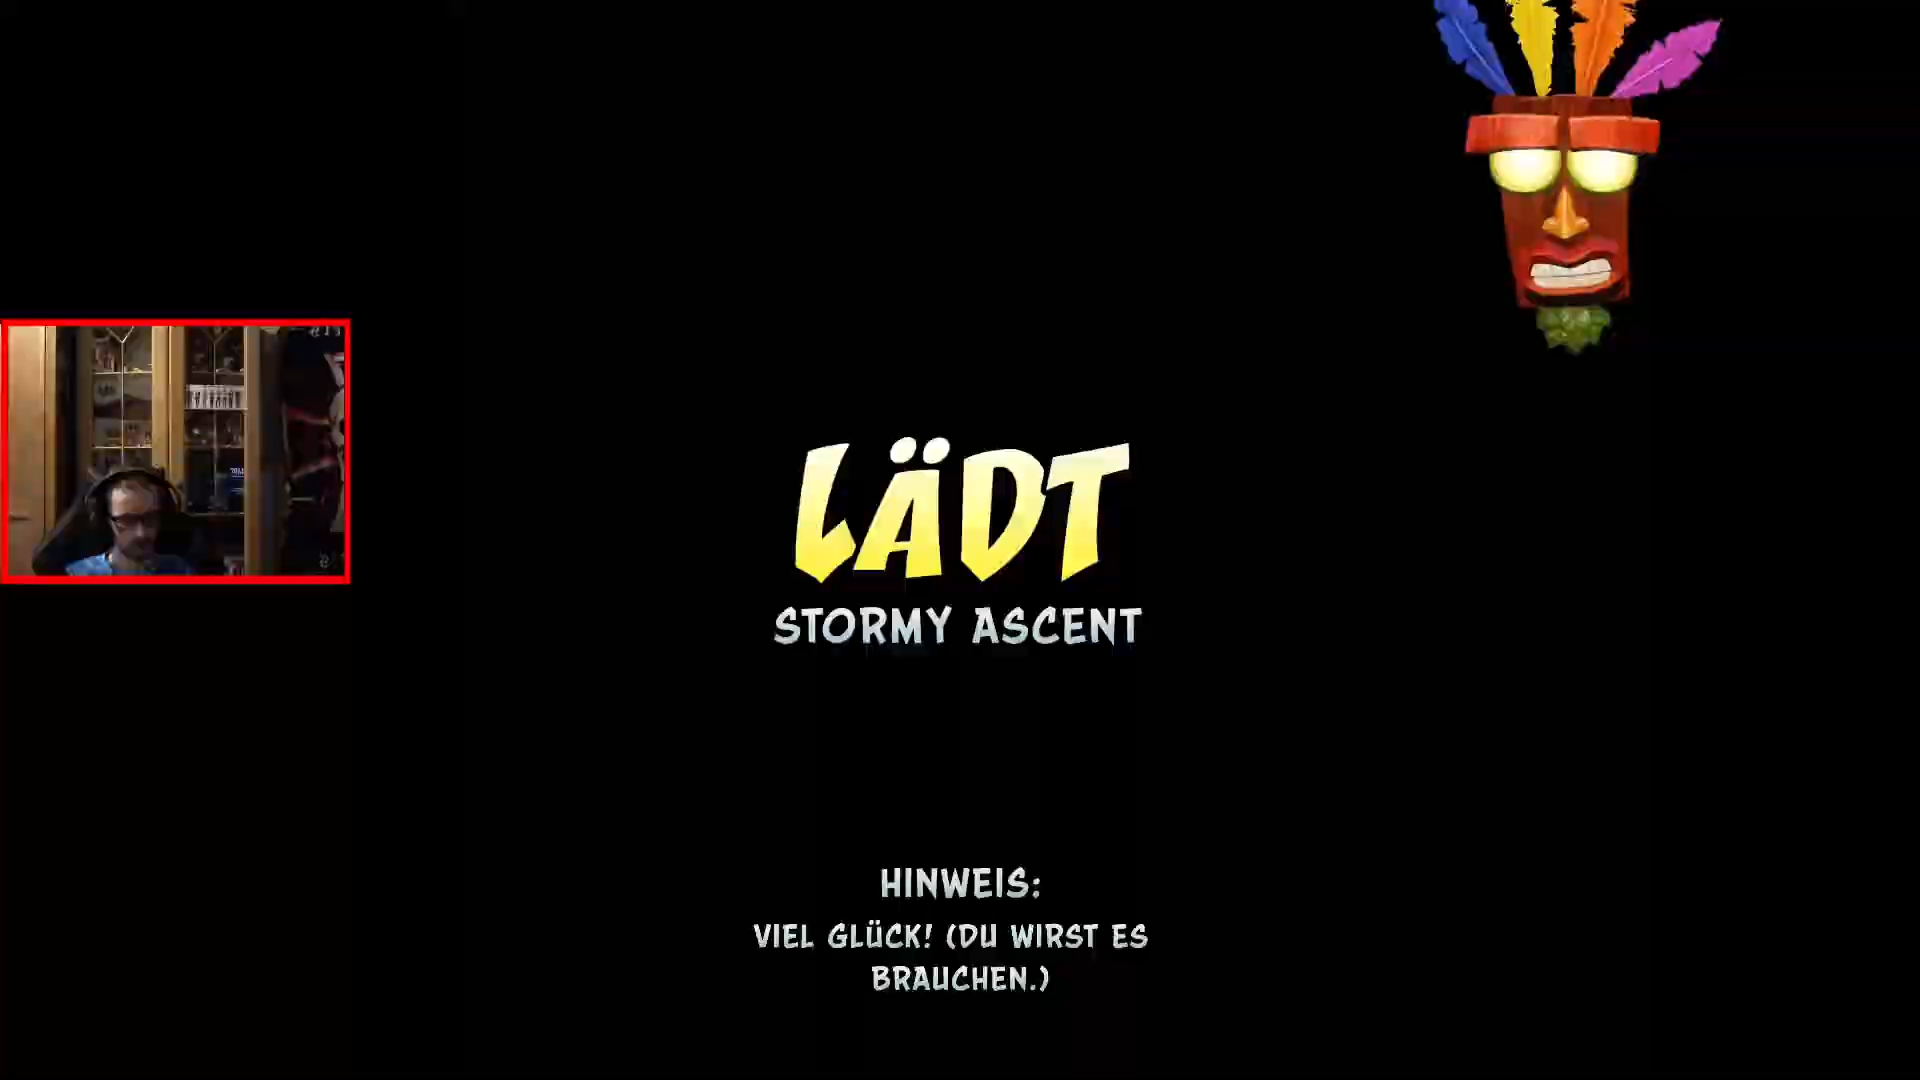 LÄDT
STORMY ASCENT
HINWEIS:
VIEL GLÜCK! (DU WIRST ES
BRAUCHEN.)